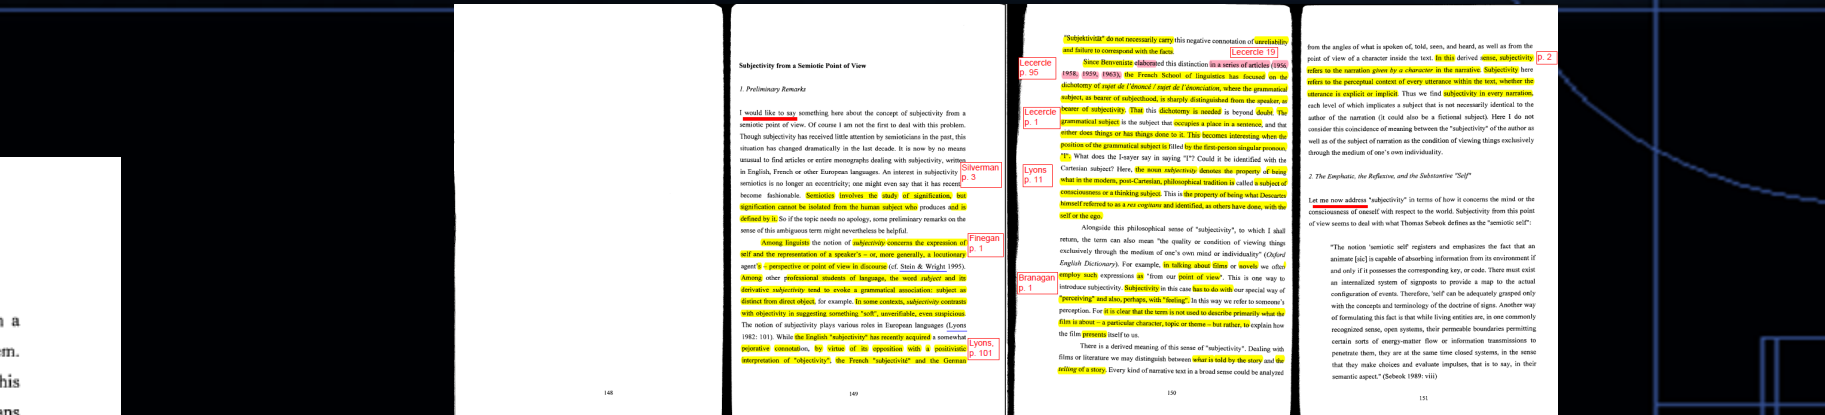 n a
em.
his
ans
148
Subjectivity from a Semiotic Point of View
1. Preliminary Remarks
I would like to say something here about the concept of subjectivity from a
semiotic point of view. Of course I am not the first to deal with this problem.
Though subjectivity has received little attention by semioticians in the past, this
situation has changed dramatically in the last decade. It is now by no means
unusual to find articles or entire monographs dealing with subjectivity, written
in English, French or other European languages. An interest in subjectivity
semiotics is no longer an eccentricity; one might even say that it has recent
become fashionable. Semiotics involves the study of signification, but
signification cannot be isolated from the human subject who produces and is
defined by it. So if the topic needs no apology, some preliminary remarks on the
sense of this ambiguous term might nevertheless be helpful.
Among linguists the notion of subjectivity concerns the expression of
self and the representation of a speaker's – or, more generally, a locutionary
agent's – perspective or point of view in discourse (cf. Stein & Wright 1995).
Among other professional students of language, the word subject and its
derivative subjectivity tend to evoke a grammatical association: subject as
distinct from direct object, for example. In some contexts, subjectivity contrasts
with objectivity in suggesting something "soft", unverifiable, even suspicious.
The notion of subjectivity plays various roles in European languages (Lyons
1982: 101). While the English "subjectivity" has recently acquired a somewhat
pejorative connotation, by virtue of its opposition with a positivistic
interpretation of "objectivity", the French "subjectivité" and the German
Silverman
p. 3
Finegan
p. 1
Lyons,
p. 101
149
"Subjektivität" do not necessarily carry this negative connotation of unreliability
and failure to correspond with the facts.
Lecercle 19
Since Benveniste elaborated this distinction in a series of articles (1956,
1958, 1959, 1963), the French School of linguistics has focused on the
dichotomy of sujet de l'énoncé / sujet de l'énonciation, where the grammatical
subject, as bearer of subjecthood, is sharply distinguished from the speaker, as
bearer of subjectivity. That this dichotomy is needed is beyond doubt. The
grammatical subject is the subject that occupies a place in a sentence, and that
either does things or has things done to it. This becomes interesting when the
position of the grammatical subject is filled by the first-person singular pronoun,
"I". What does the I-sayer say in saying "I"? Could it be identified with the
Cartesian subject? Here, the noun subjectivity denotes the property of being
what in the modern, post-Cartesian, philosophical tradition is called a subject of
consciousness or a thinking subject. This is the property of being what Descartes
himself referred to as a res cogitans and identified, as others have done, with the
self or the ego.
Alongside this philosophical sense of "subjectivity", to which I shall
return, the term can also mean "the quality or condition of viewing things
exclusively through the medium of one's own mind or individuality" (Oxford
English Dictionary). For example, in talking about films or novels we often
employ such expressions as "from our point of view". This is one way to
introduce subjectivity. Subjectivity in this case has to do with our special way of
"perceiving" and also, perhaps, with "feeling". In this way we refer to someone's
perception. For it is clear that the term is not used to describe primarily what the
film is about – a particular character, topic or theme – but rather, to explain how
the film presents itself to us.
There is a derived meaning of this sense of "subjectivity". Dealing with
films or literature we may distinguish between what is told by the story and the
telling of a story. Every kind of narrative text in a broad sense could be analyzed
Lecercle
p. 95
Lecercle
p. 1
Lyons
p. 11
Branagan
p. 1
150
from the angles of what is spoken of, told, seen, and heard, as well as from the
point of view of a character inside the text. In this derived sense, subjectivity
refers to the narration given by a character in the narrative. Subjectivity here
refers to the perceptual context of every utterance within the text, whether the
utterance is explicit or implicit. Thus we find subjectivity in every narration,
each level of which implicates a subject that is not necessarily identical to the
author of the narration (it could also be a fictional subject). Here I do not
consider this coincidence of meaning between the "subjectivity" of the author as
well as of the subject of narration as the condition of viewing things exclusively
through the medium of one's own individuality.
p. 2
2. The Emphatic, the Reflexive, and the Substantive "Self"
Let me now address "subjectivity" in terms of how it concerns the mind or the
consciousness of oneself with respect to the world. Subjectivity from this point
of view seems to deal with what Thomas Sebeok defines as the "semiotic self":
"The notion 'semiotic self' registers and emphasizes the fact that an
animate [sic] is capable of absorbing information from its environment if
and only if it possesses the corresponding key, or code. There must exist
an internalized system of signposts to provide a map to the actual
configuration of events. Therefore, 'self' can be adequately grasped only
with the concepts and terminology of the doctrine of signs. Another way
of formulating this fact is that while living entities are, in one commonly
recognized sense, open systems, their permeable boundaries permitting
certain sorts of energy-matter flow or information transmissions to
penetrate them, they are at the same time closed systems, in the sense
that they make choices and evaluate impulses, that is to say, in their
semantic aspect." (Sebeok 1989: viii)
151